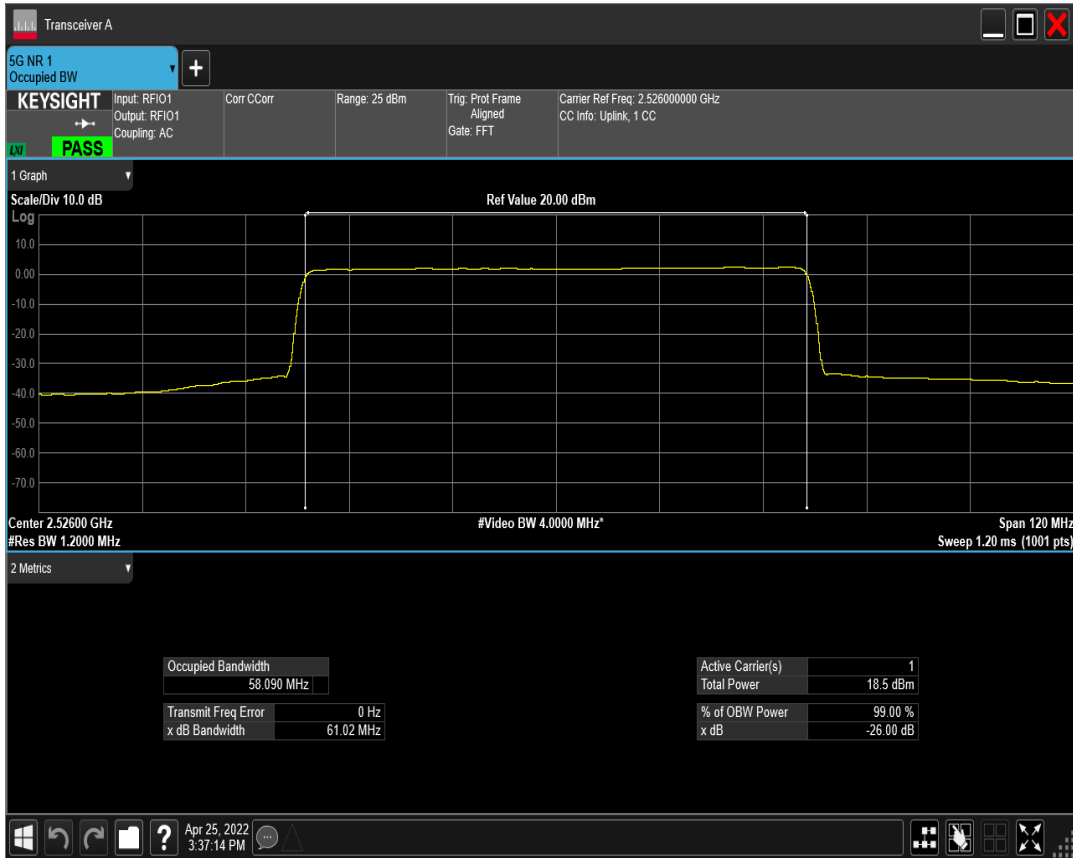 Transceiver A
5G NR 1
Occupied BW
KEYSIGHT
LXI
PASS
Input: RFIO1
Output: RFIO1
Coupling: AC
Corr CCorr
Range: 25 dBm
Trig: Prot Frame
Aligned
Gate: FFT
Carrier Ref Freq: 2.526000000 GHz
CC Info: Uplink, 1 CC
1 Graph
Scale/Div 10.0 dB
Ref Value 20.00 dBm
Log
10.0
0.00
-10.0
-20.0
-30.0
-40.0
-50.0
-60.0
-70.0
Center 2.52600 GHz
#Video BW 4.0000 MHz*
Span 120 MHz
#Res BW 1.2000 MHz
Sweep 1.20 ms (1001 pts)
2 Metrics
Occupied Bandwidth
58.090 MHz
Transmit Freq Error 0 Hz
x dB Bandwidth 61.02 MHz
Active Carrier(s) 1
Total Power 18.5 dBm
% of OBW Power 99.00 %
x dB -26.00 dB
?
Apr 25, 2022
3:37:14 PM